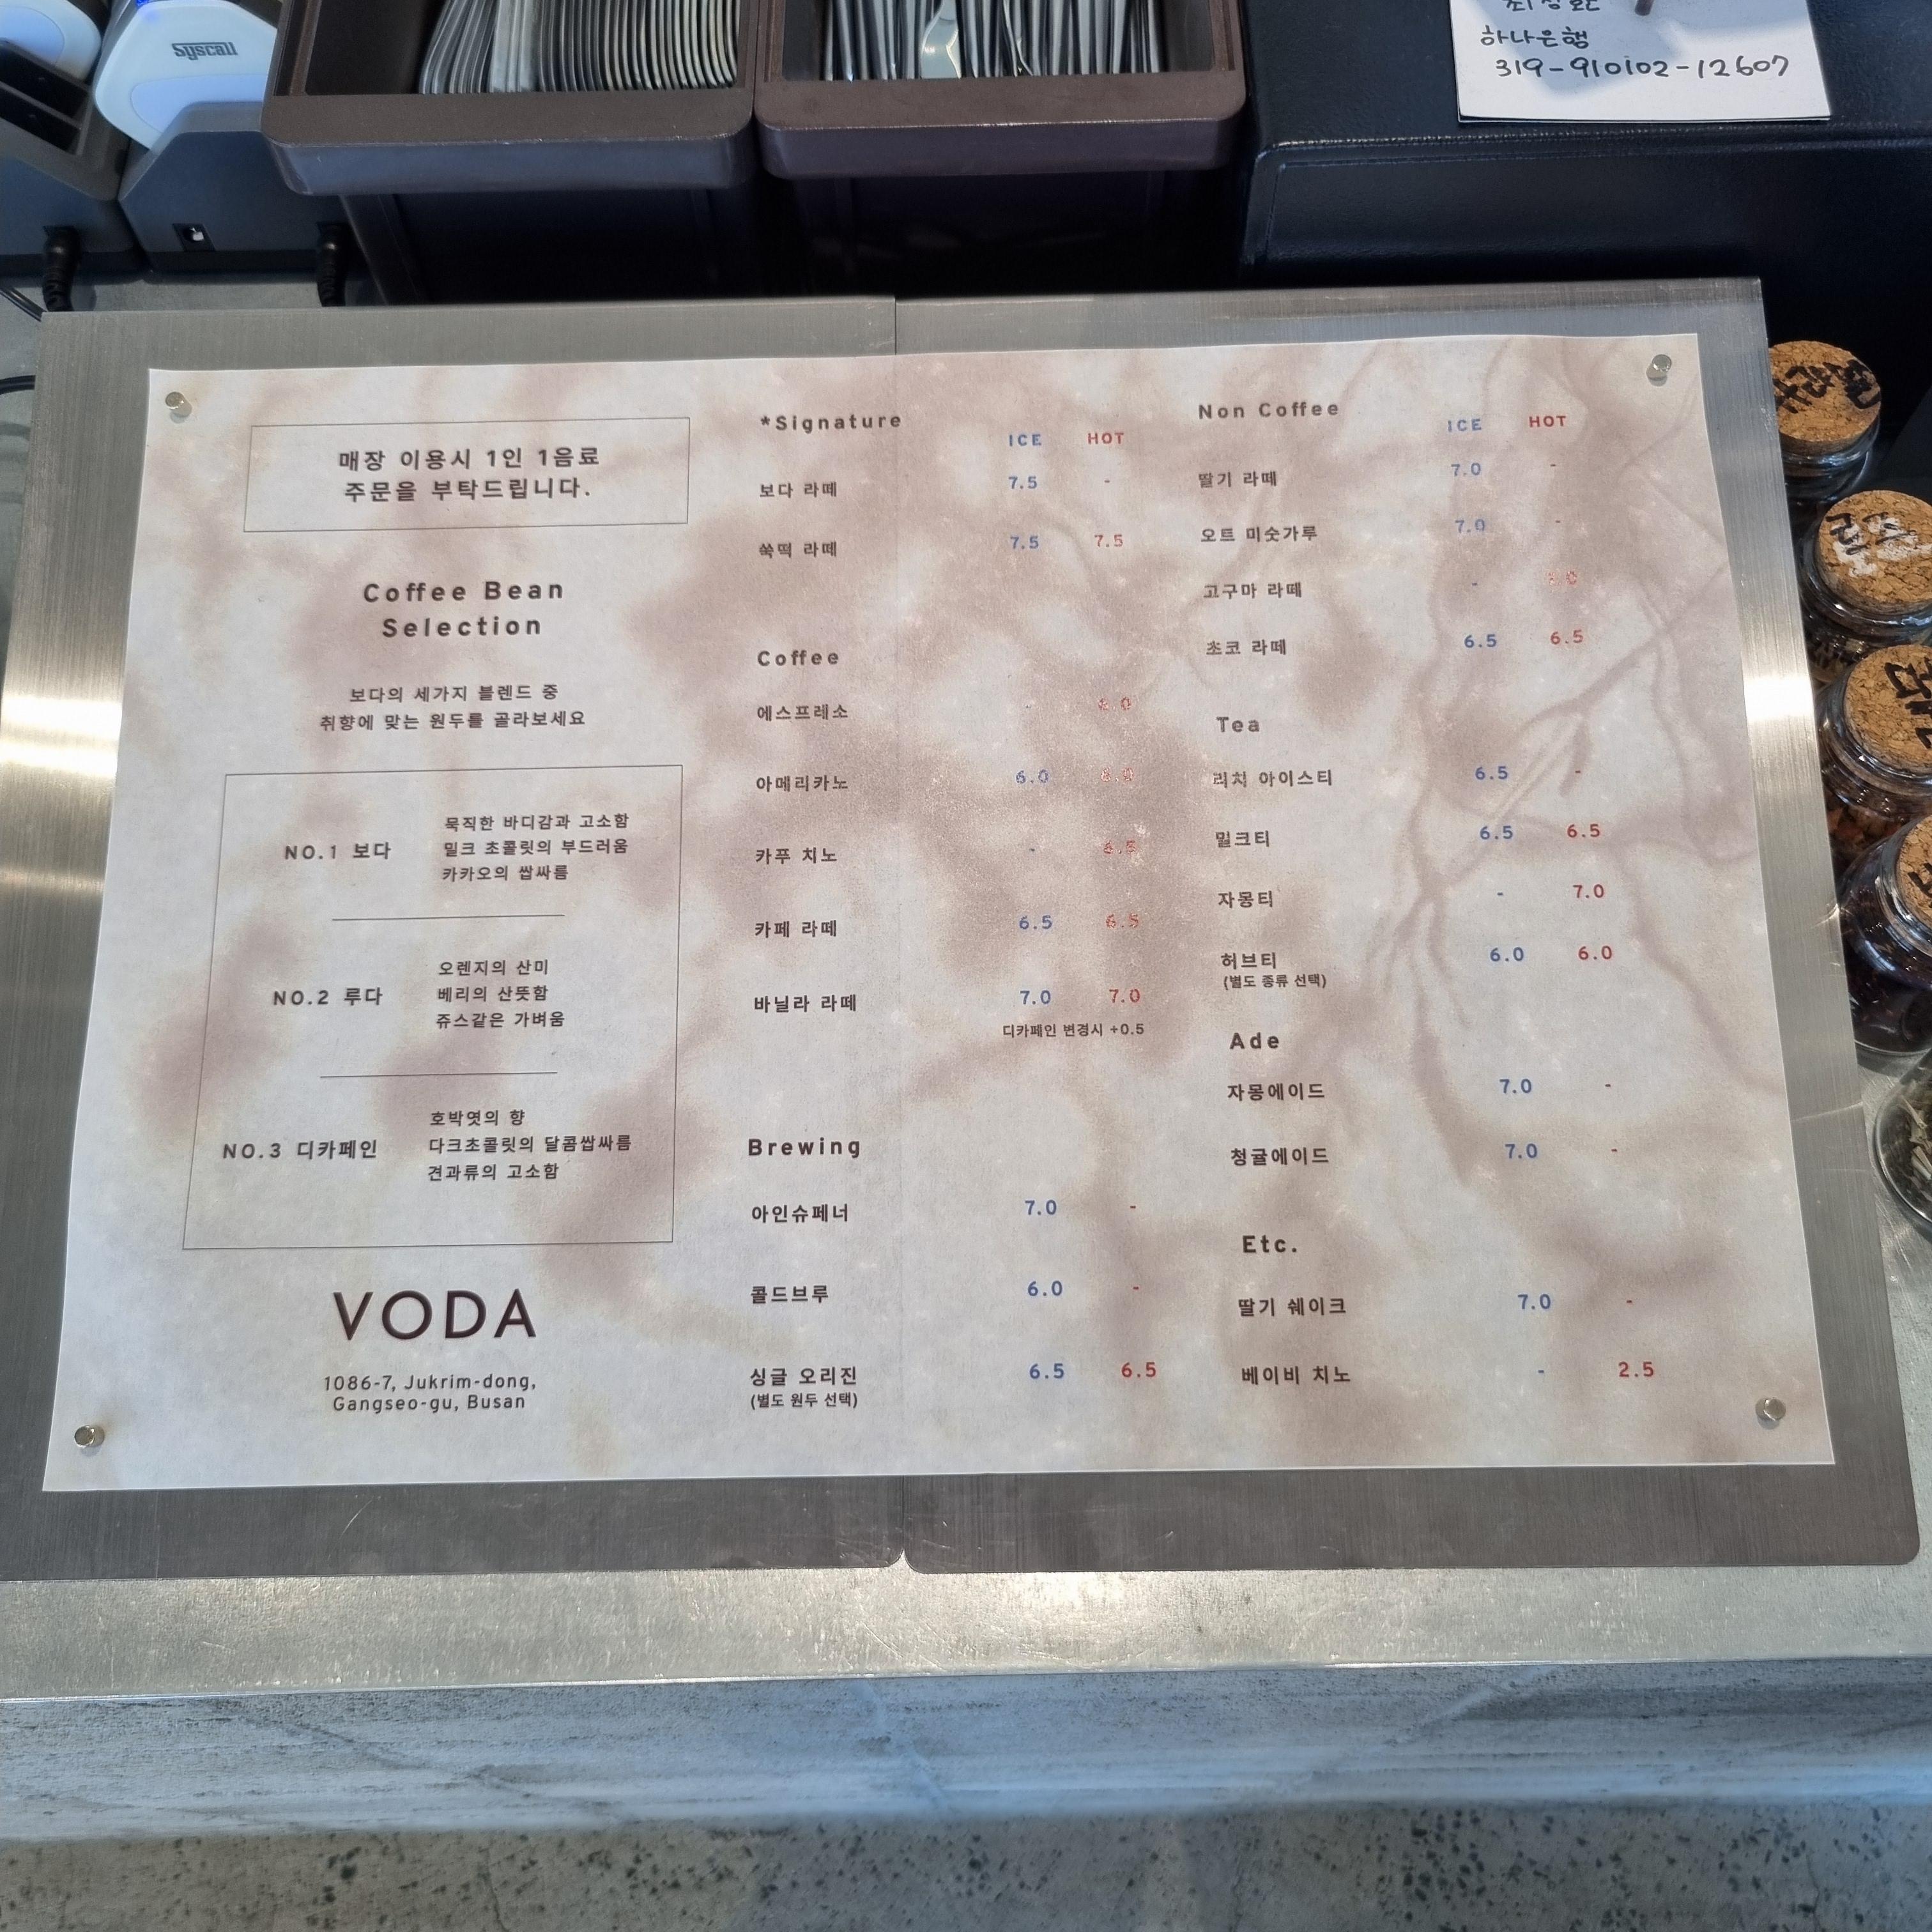 Syscall
하나은행
319-910102-12607
매장 이용시 1인 1음료
주문을 부탁드립니다.
Coffee Bean
Selection
보다의 세가지 블렌드 중
취향에 맞는 원두를 골라보세요
NO.1 보다
묵직한 바디감과 고소함
밀크 초콜릿의 부드러움
카카오의 쌉싸름
NO.2 루다
오렌지의 산미
베리의 산뜻함
쥬스같은 가벼움
NO.3 디카페인
호박엿의 향
다크초콜릿의 달콤쌉싸름
견과류의 고소함
VODA
1086-7, Jukrim-dong,
Gangseo-gu, Busan
*Signature
ICE HOT
보다 라떼 7.5 -
쑥떡 라떼 7.5 7.5
Coffee
에스프레소 - 6.0
아메리카노 6.0 6.0
카푸 치노 - 6.5
카페 라떼 6.5 6.5
바닐라 라떼 7.0 7.0
디카페인 변경시 +0.5
Brewing
아인슈페너 7.0 -
콜드브루 6.0 -
싱글 오리진 6.5 6.5
(별도 원두 선택)
Non Coffee
ICE HOT
딸기 라떼 7.0 -
오트 미숫가루 7.0 -
고구마 라떼 -
초코 라떼 6.5 6.5
Tea
리치 아이스티 6.5 -
밀크티 6.5 6.5
자몽티 - 7.0
허브티 6.0 6.0
(별도 종류 선택)
Ade
자몽에이드 7.0 -
청귤에이드 7.0 -
Etc.
딸기 쉐이크 7.0 -
베이비 치노 - 2.5